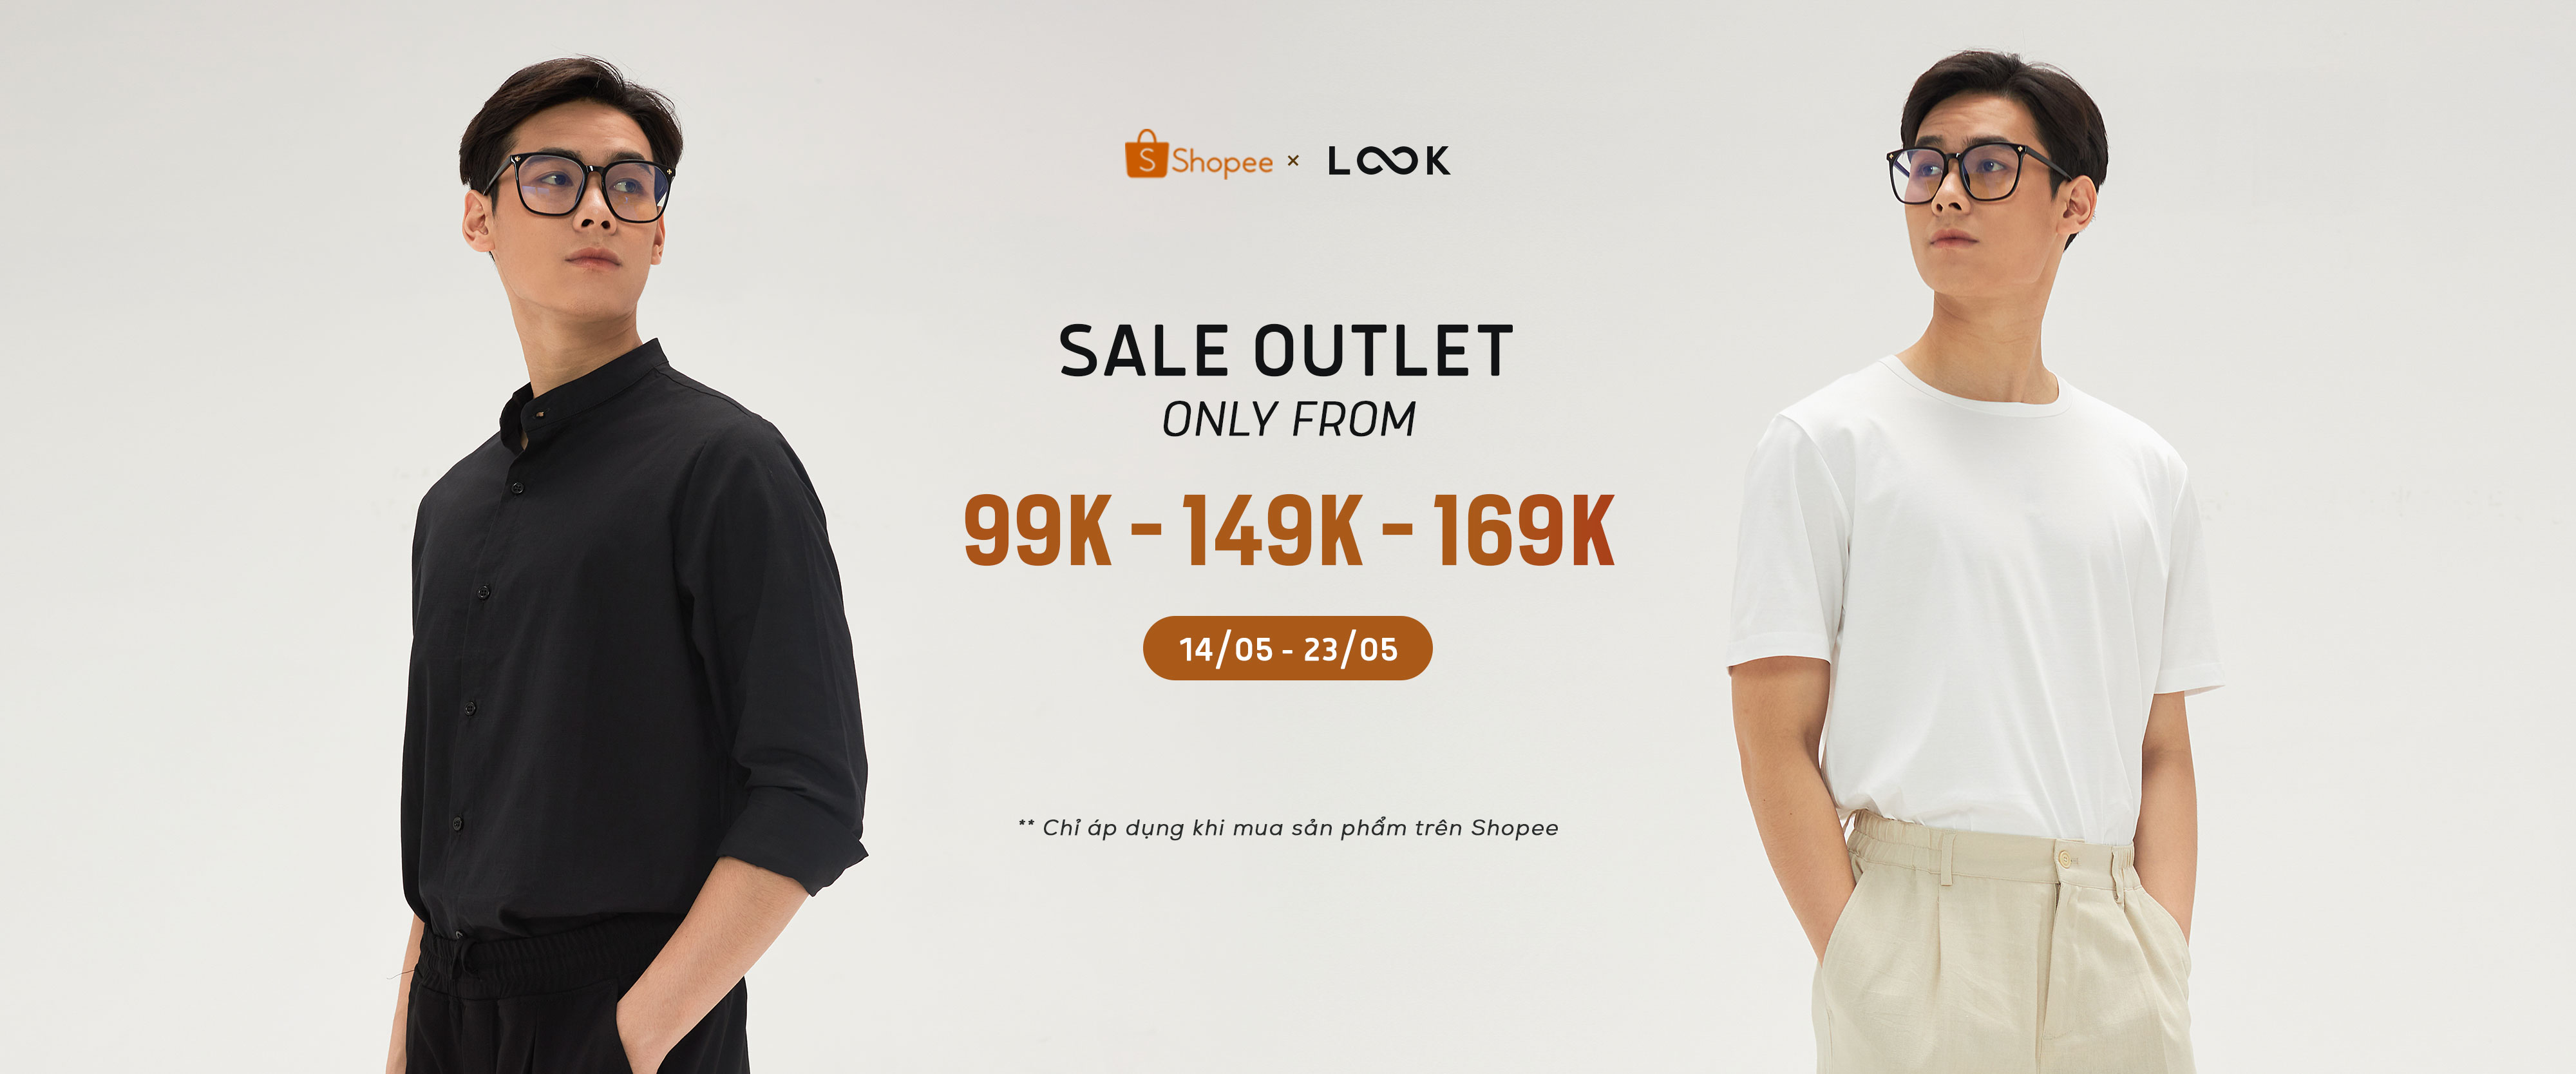 S Shopee × LOOK
SALE OUTLET
ONLY FROM
99K - 149K - 169K
14/05 - 23/05
** Chỉ áp dụng khi mua sản phẩm trên Shopee